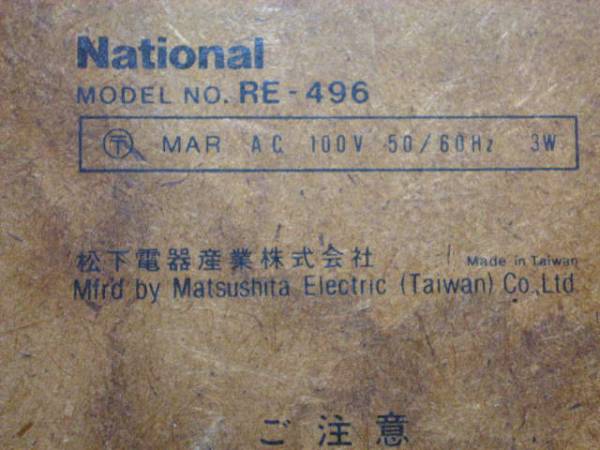 National
MODEL NO. RE-496
〒 MAR AC 100V 50/60Hz 3W
松下電器産業株式会社 Made in Taiwan
Mfrd by Matsushita Electric (Taiwan) Co.,Ltd
ご注意